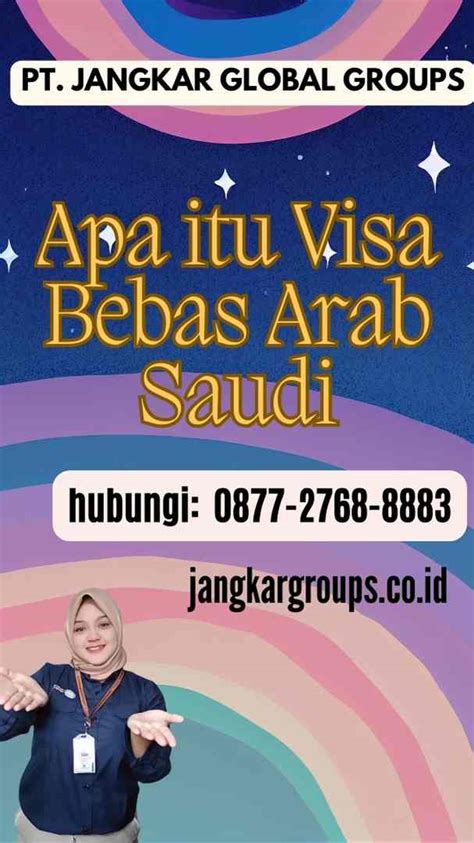 PT. JANGKAR GLOBAL GROUPS
Apa itu Visa
Bebas Arab
Saudi
hubungi: 0877-2768-8883
jangkargroups.co.id